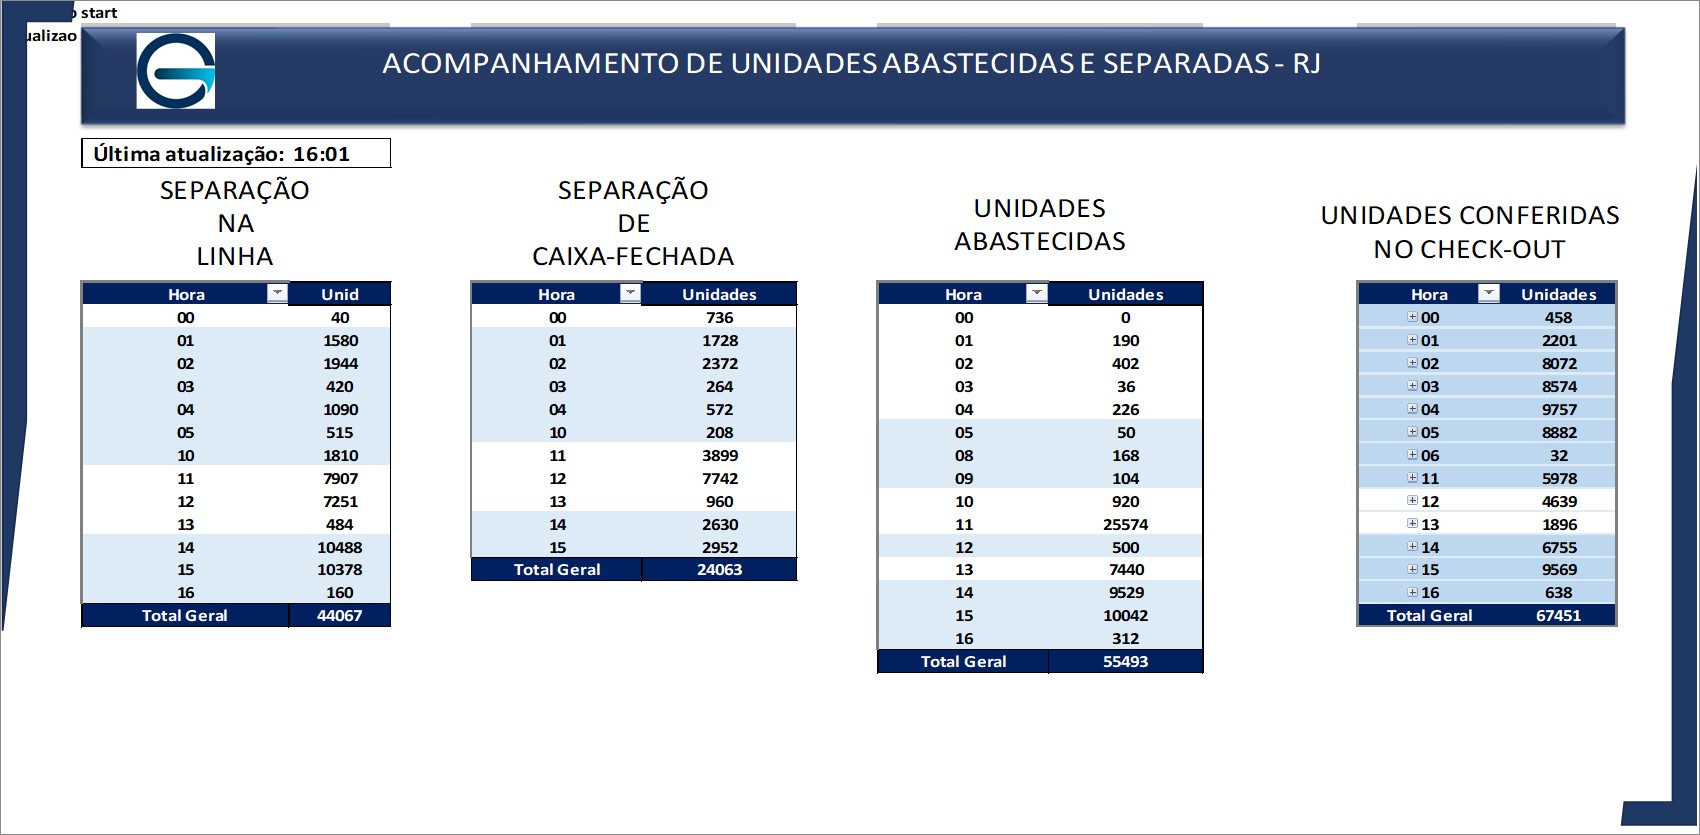 start
ACOMPANHAMENTO DE UNIDADES ABASTECIDAS E SEPARADAS - RJ
Última atualização: 16:01
SEPARAÇÃO
NA
LINHA
Hora Unid
00 40
01 1580
02 1944
03 420
04 1090
05 515
10 1810
11 7907
12 7251
13 484
14 10488
15 10378
16 160
Total Geral 44067
SEPARAÇÃO
DE
CAIXA-FECHADA
Hora Unidades
00 736
01 1728
02 2372
03 264
04 572
10 208
11 3899
12 7742
13 960
14 2630
15 2952
Total Geral 24063
UNIDADES
ABASTECIDAS
Hora Unidades
00 0
01 190
02 402
03 36
04 226
05 50
08 168
09 104
10 920
11 25574
12 500
13 7440
14 9529
15 10042
16 312
Total Geral 55493
UNIDADES CONFERIDAS
NO CHECK-OUT
Hora Unidades
00 458
01 2201
02 8072
03 8574
04 9757
05 8882
06 32
11 5978
12 4639
13 1896
14 6755
15 9569
16 638
Total Geral 67451